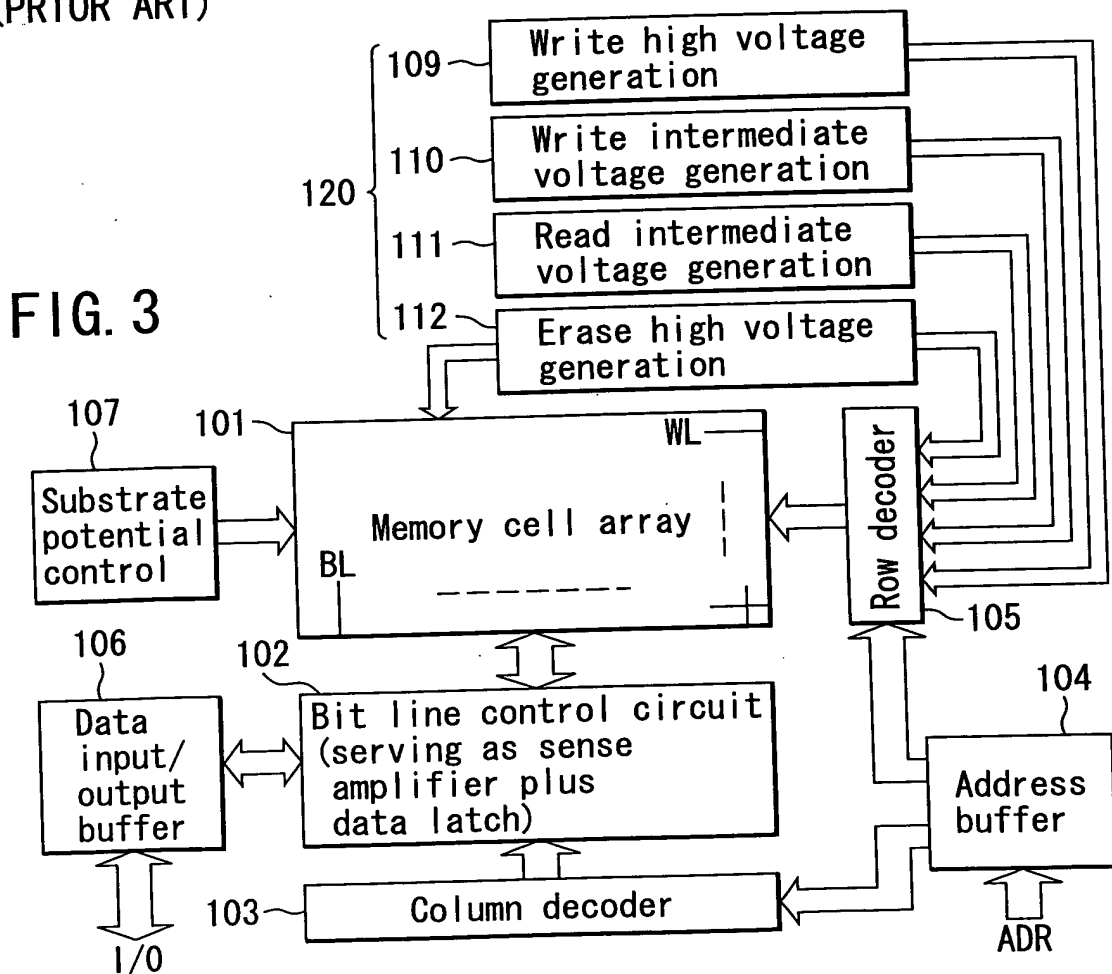 (PRIOR ART)
FIG. 3
120
109
Write high voltage
generation
110
Write intermediate
voltage generation
111
Read intermediate
voltage generation
112
Erase high voltage
generation
107
Substrate
potential
control
101
WL
Memory cell array
BL
Row decoder
105
106
Data
input/
output
buffer
I/O
102
Bit line control circuit
(serving as sense
amplifier plus
data latch)
103
Column decoder
104
Address
buffer
ADR